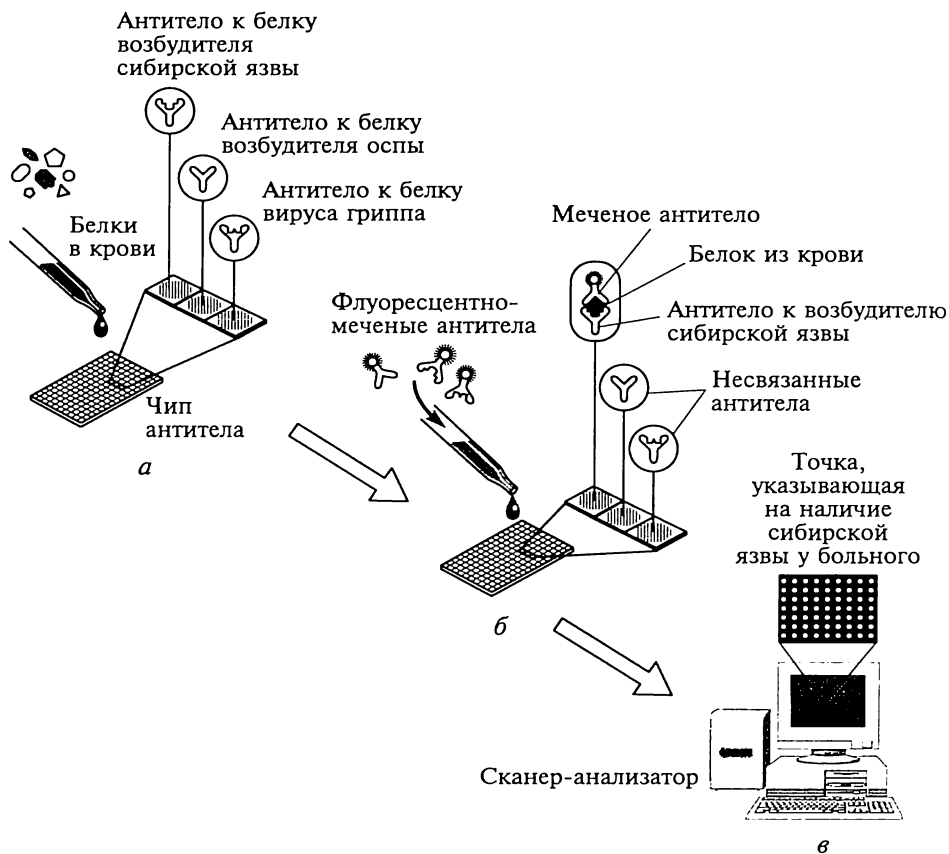 Антитело к белку
возбудителя
сибирской язвы
Антитело к белку
возбудителя оспы
Антитело к белку
вируса гриппа
Белки
в крови
Чип
антитела
а
Меченое антитело
Белок из крови
Антитело к возбудителю
сибирской язвы
Флуоресцентно-
меченые антитела
Несвязанные
антитела
б
Точка,
указывающая
на наличие
сибирской
язвы у больного
Сканер-анализатор
в